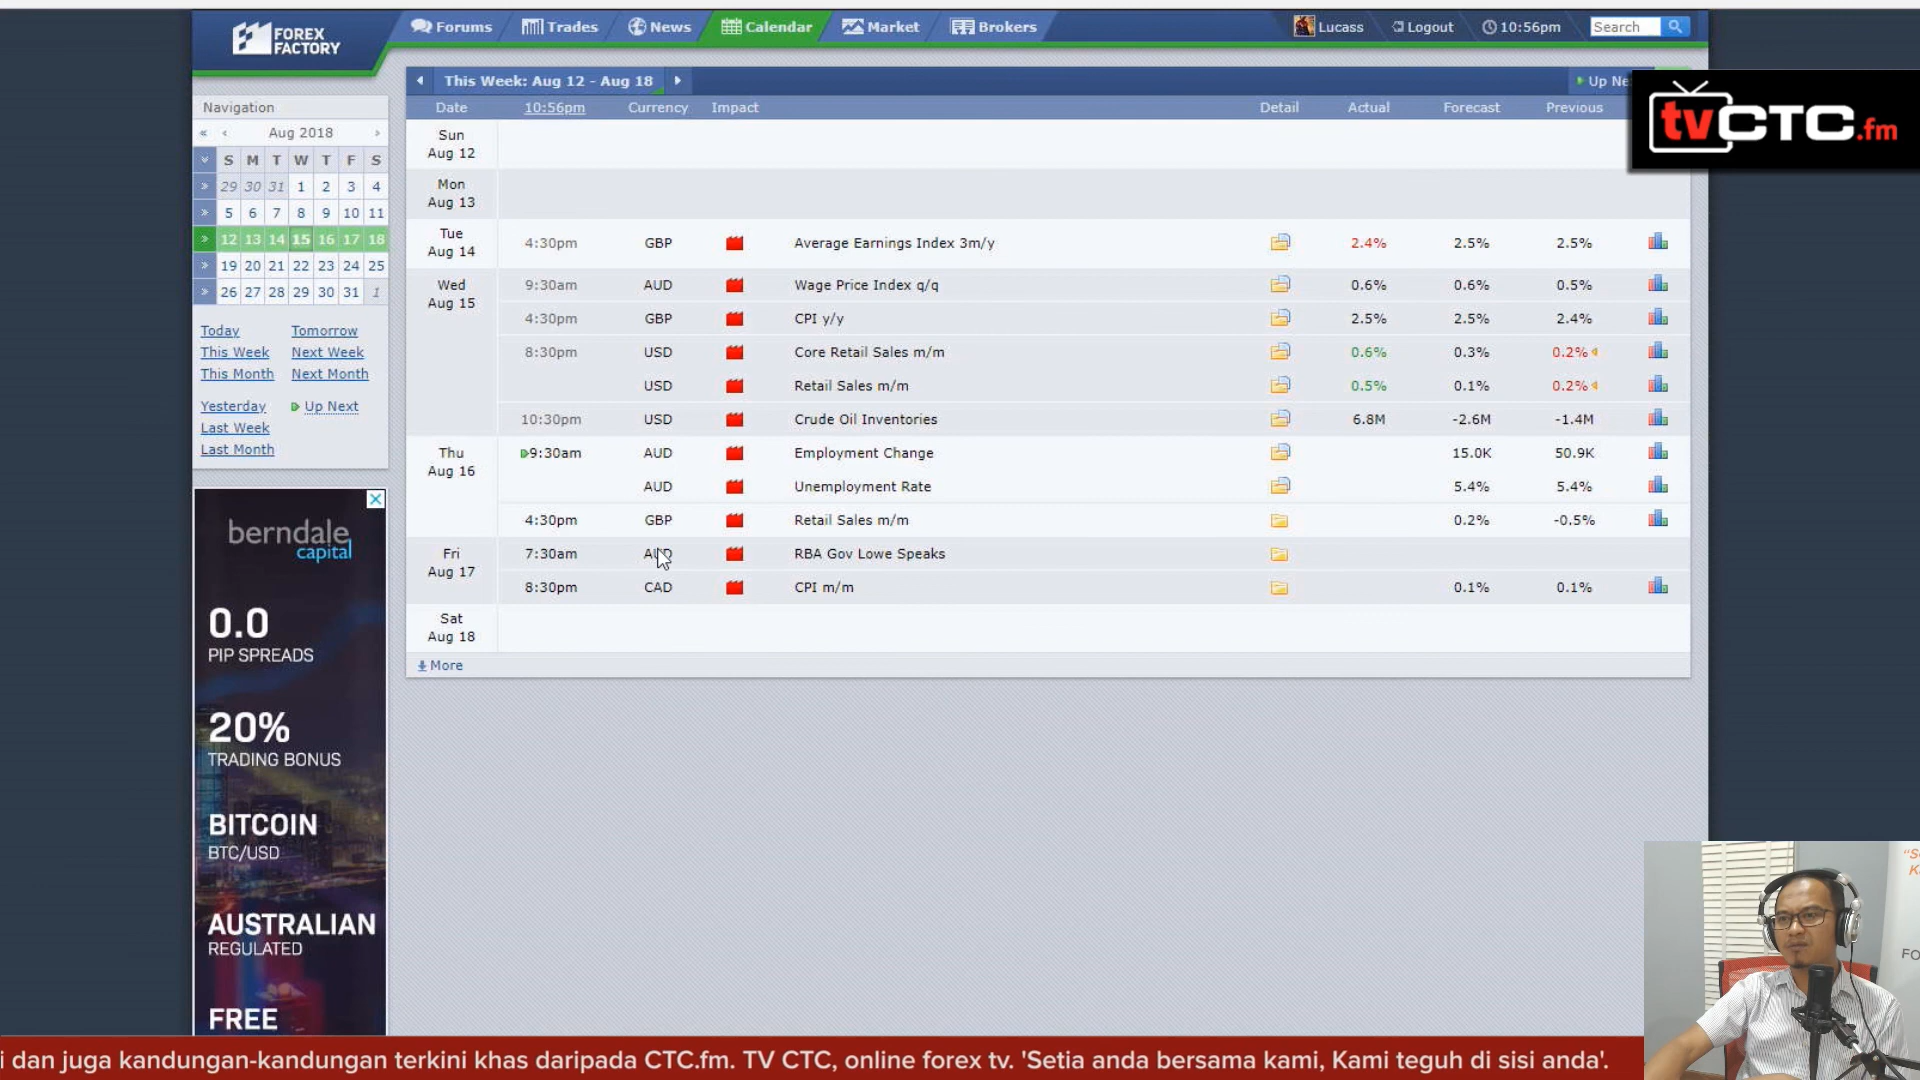 FOREX FACTORY
Forums Trades News Calendar Market Brokers
Lucass Logout 10:56pm Search
This Week: Aug 12 - Aug 18
Up Ne
tvCTC.fm
Date 10:56pm Currency Impact Detail Actual Forecast Previous
Sun Aug 12
Mon Aug 13
Tue Aug 14 4:30pm GBP Average Earnings Index 3m/y 2.4% 2.5% 2.5%
Wed Aug 15 9:30am AUD Wage Price Index q/q 0.6% 0.6% 0.5%
4:30pm GBP CPI y/y 2.5% 2.5% 2.4%
8:30pm USD Core Retail Sales m/m 0.6% 0.3% 0.2%
USD Retail Sales m/m 0.5% 0.1% 0.2%
10:30pm USD Crude Oil Inventories 6.8M -2.6M -1.4M
Thu Aug 16 9:30am AUD Employment Change 15.0K 50.9K
AUD Unemployment Rate 5.4% 5.4%
4:30pm GBP Retail Sales m/m 0.2% -0.5%
Fri Aug 17 7:30am AUD RBA Gov Lowe Speaks
8:30pm CAD CPI m/m 0.1% 0.1%
Sat Aug 18
More
Navigation
« ‹ Aug 2018 ›
S M T W T F S
» 29 30 31 1 2 3 4
» 5 6 7 8 9 10 11
» 12 13 14 15 16 17 18
» 19 20 21 22 23 24 25
» 26 27 28 29 30 31 1
Today Tomorrow
This Week Next Week
This Month Next Month
Yesterday Up Next
Last Week
Last Month
berndale
capital
0.0
PIP SPREADS
20%
TRADING BONUS
BITCOIN
BTC/USD
AUSTRALIAN
REGULATED
FREE
i dan juga kandungan-kandungan terkini khas daripada CTC.fm. TV CTC, online forex tv. 'Setia anda bersama kami, Kami teguh di sisi anda'.